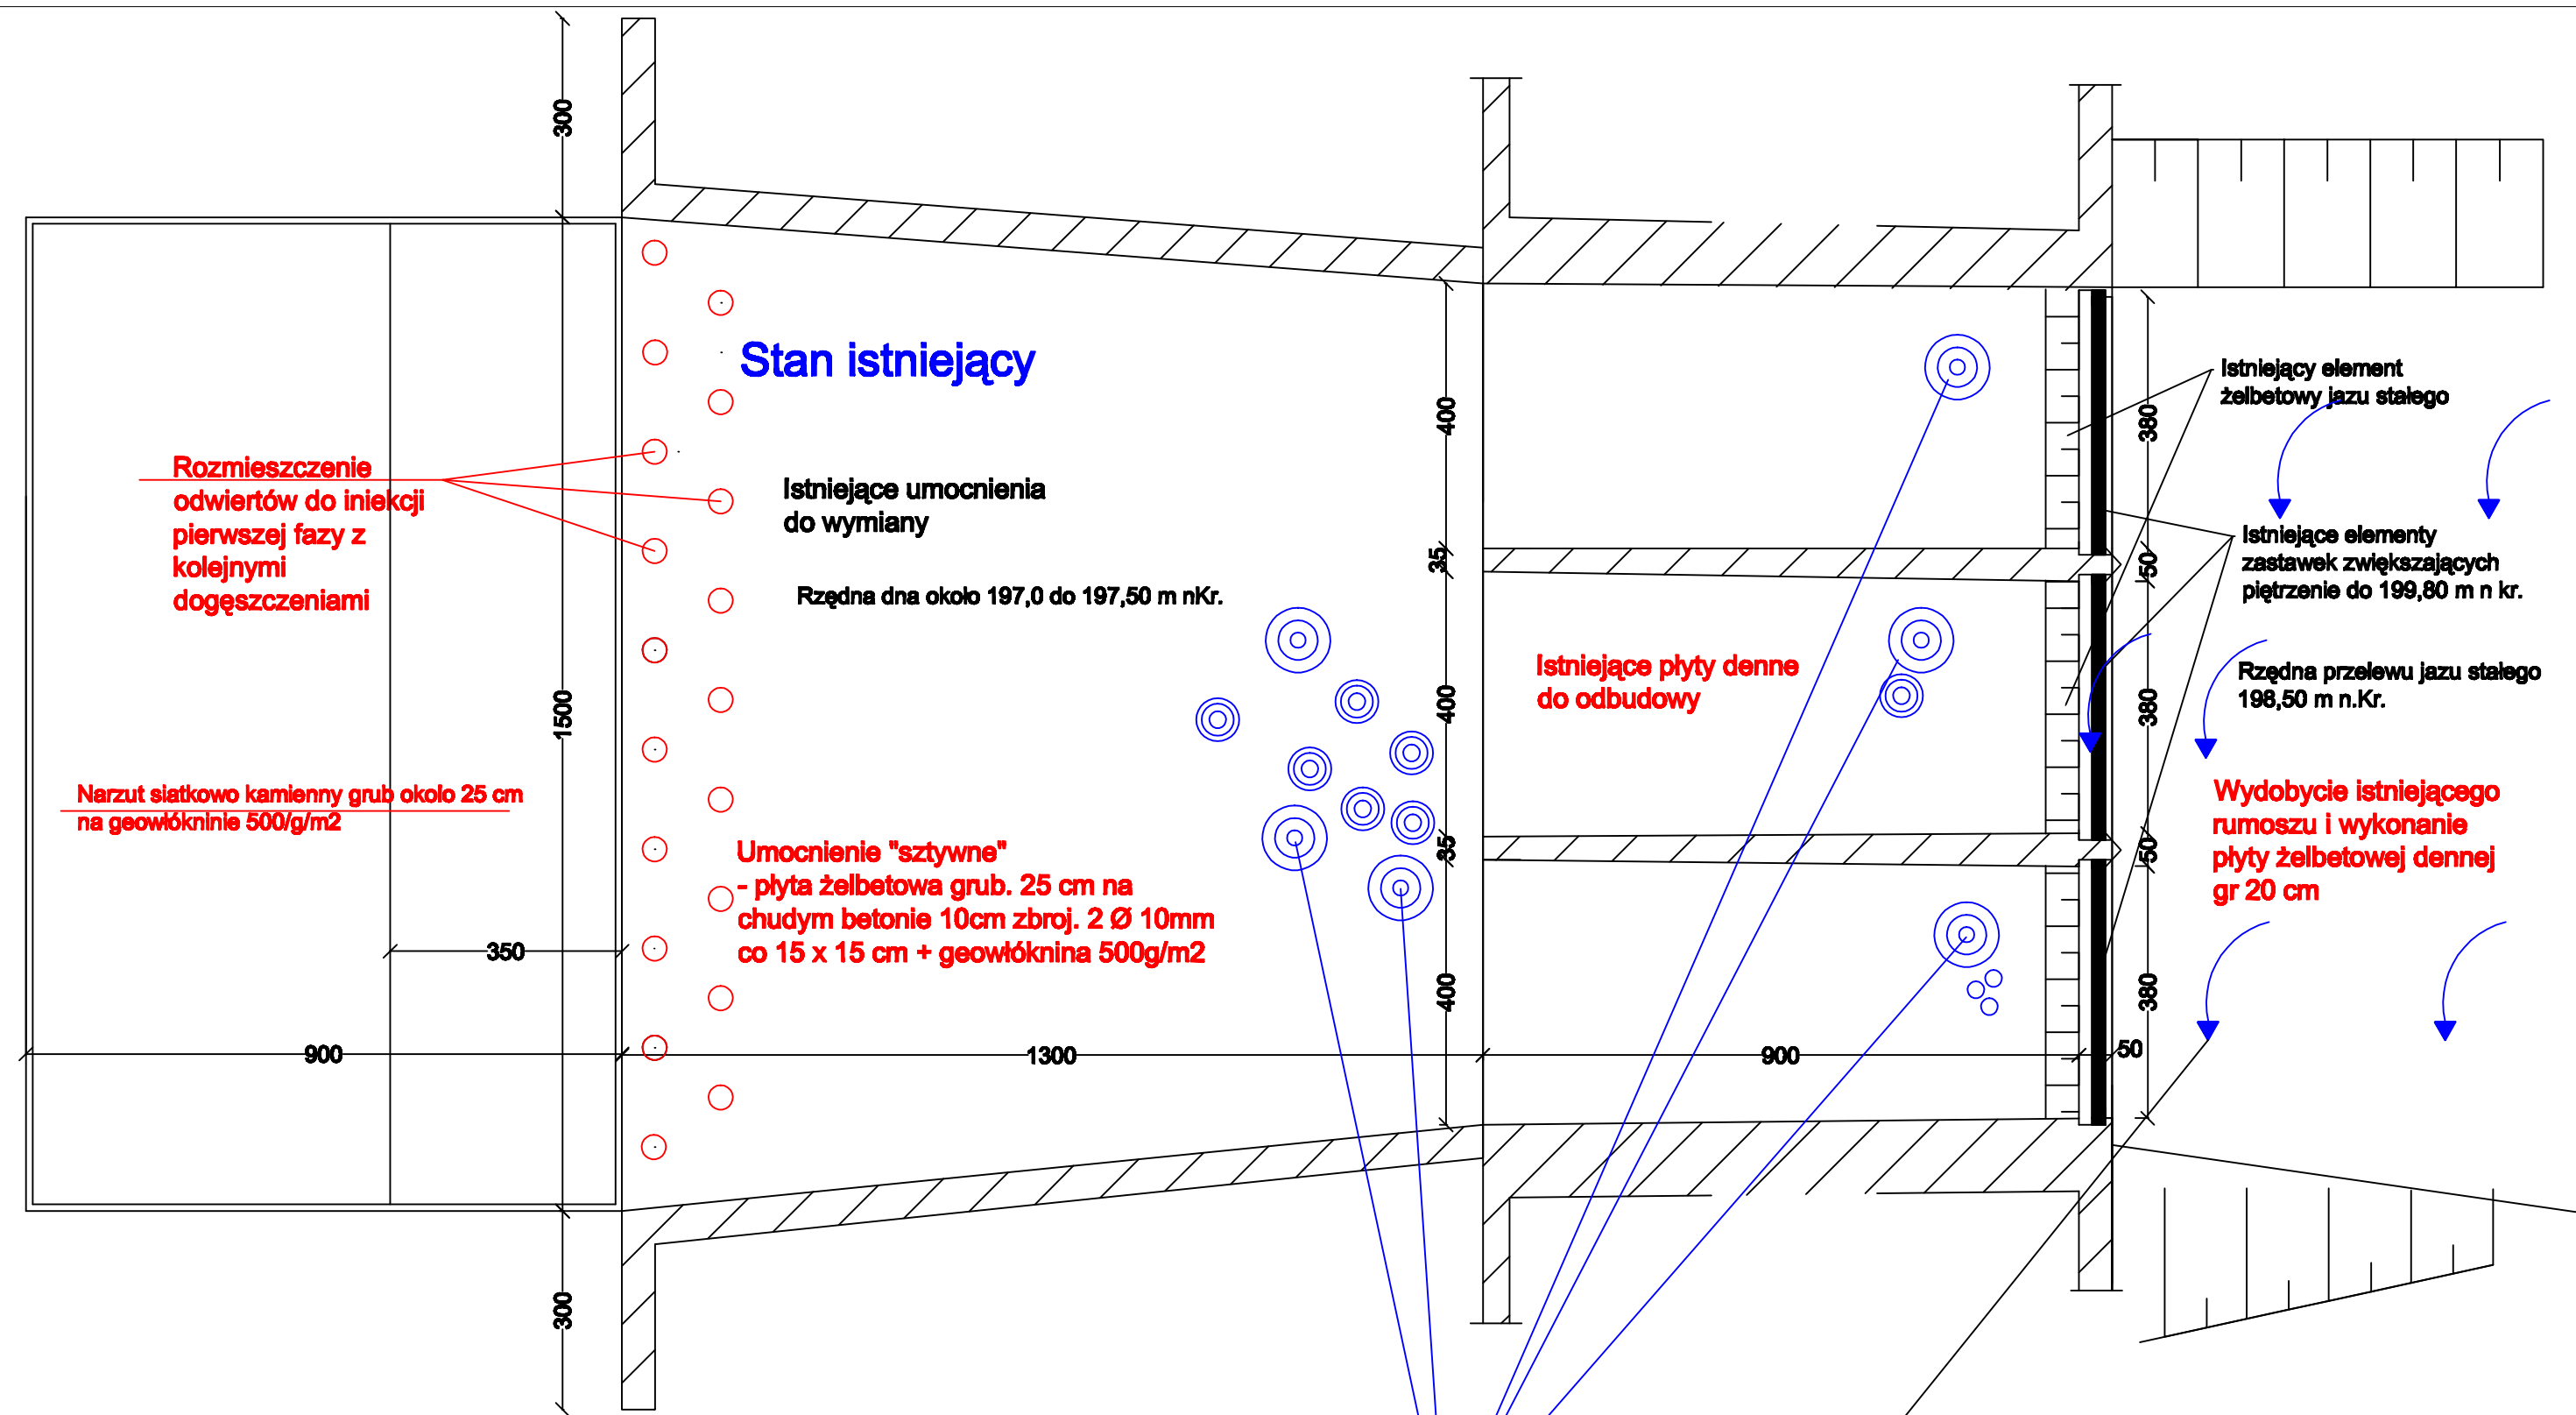 300
Stan istniejący
Rozmieszczenie
odwiertów do iniekcji
pierwszej fazy z
kolejnymi
dogęszczeniami
Istniejące umocnienia
do wymiany
Rzędna dna około 197,0 do 197,50 m nKr.
1500
Narzut siatkowo kamienny grub około 25 cm
na geowłókninie 500/g/m2
Umocnienie "sztywne"
- płyta żelbetowa grub. 25 cm na
chudym betonie 10cm zbroj. 2 Ø 10mm
co 15 x 15 cm + geowłóknina 500g/m2
350
900
1300
900
50
300
400
35
400
35
400
Istniejące płyty denne
do odbudowy
380
50
380
50
380
Istniejący element
żelbetowy jazu stałego
Istniejące elementy
zastawek zwiększających
piętrzenie do 199,80 m n kr.
Rzędna przelewu jazu stałego
198,50 m n.Kr.
Wydobycie istniejącego
rumoszu i wykonanie
płyty żelbetowej dennej
gr 20 cm